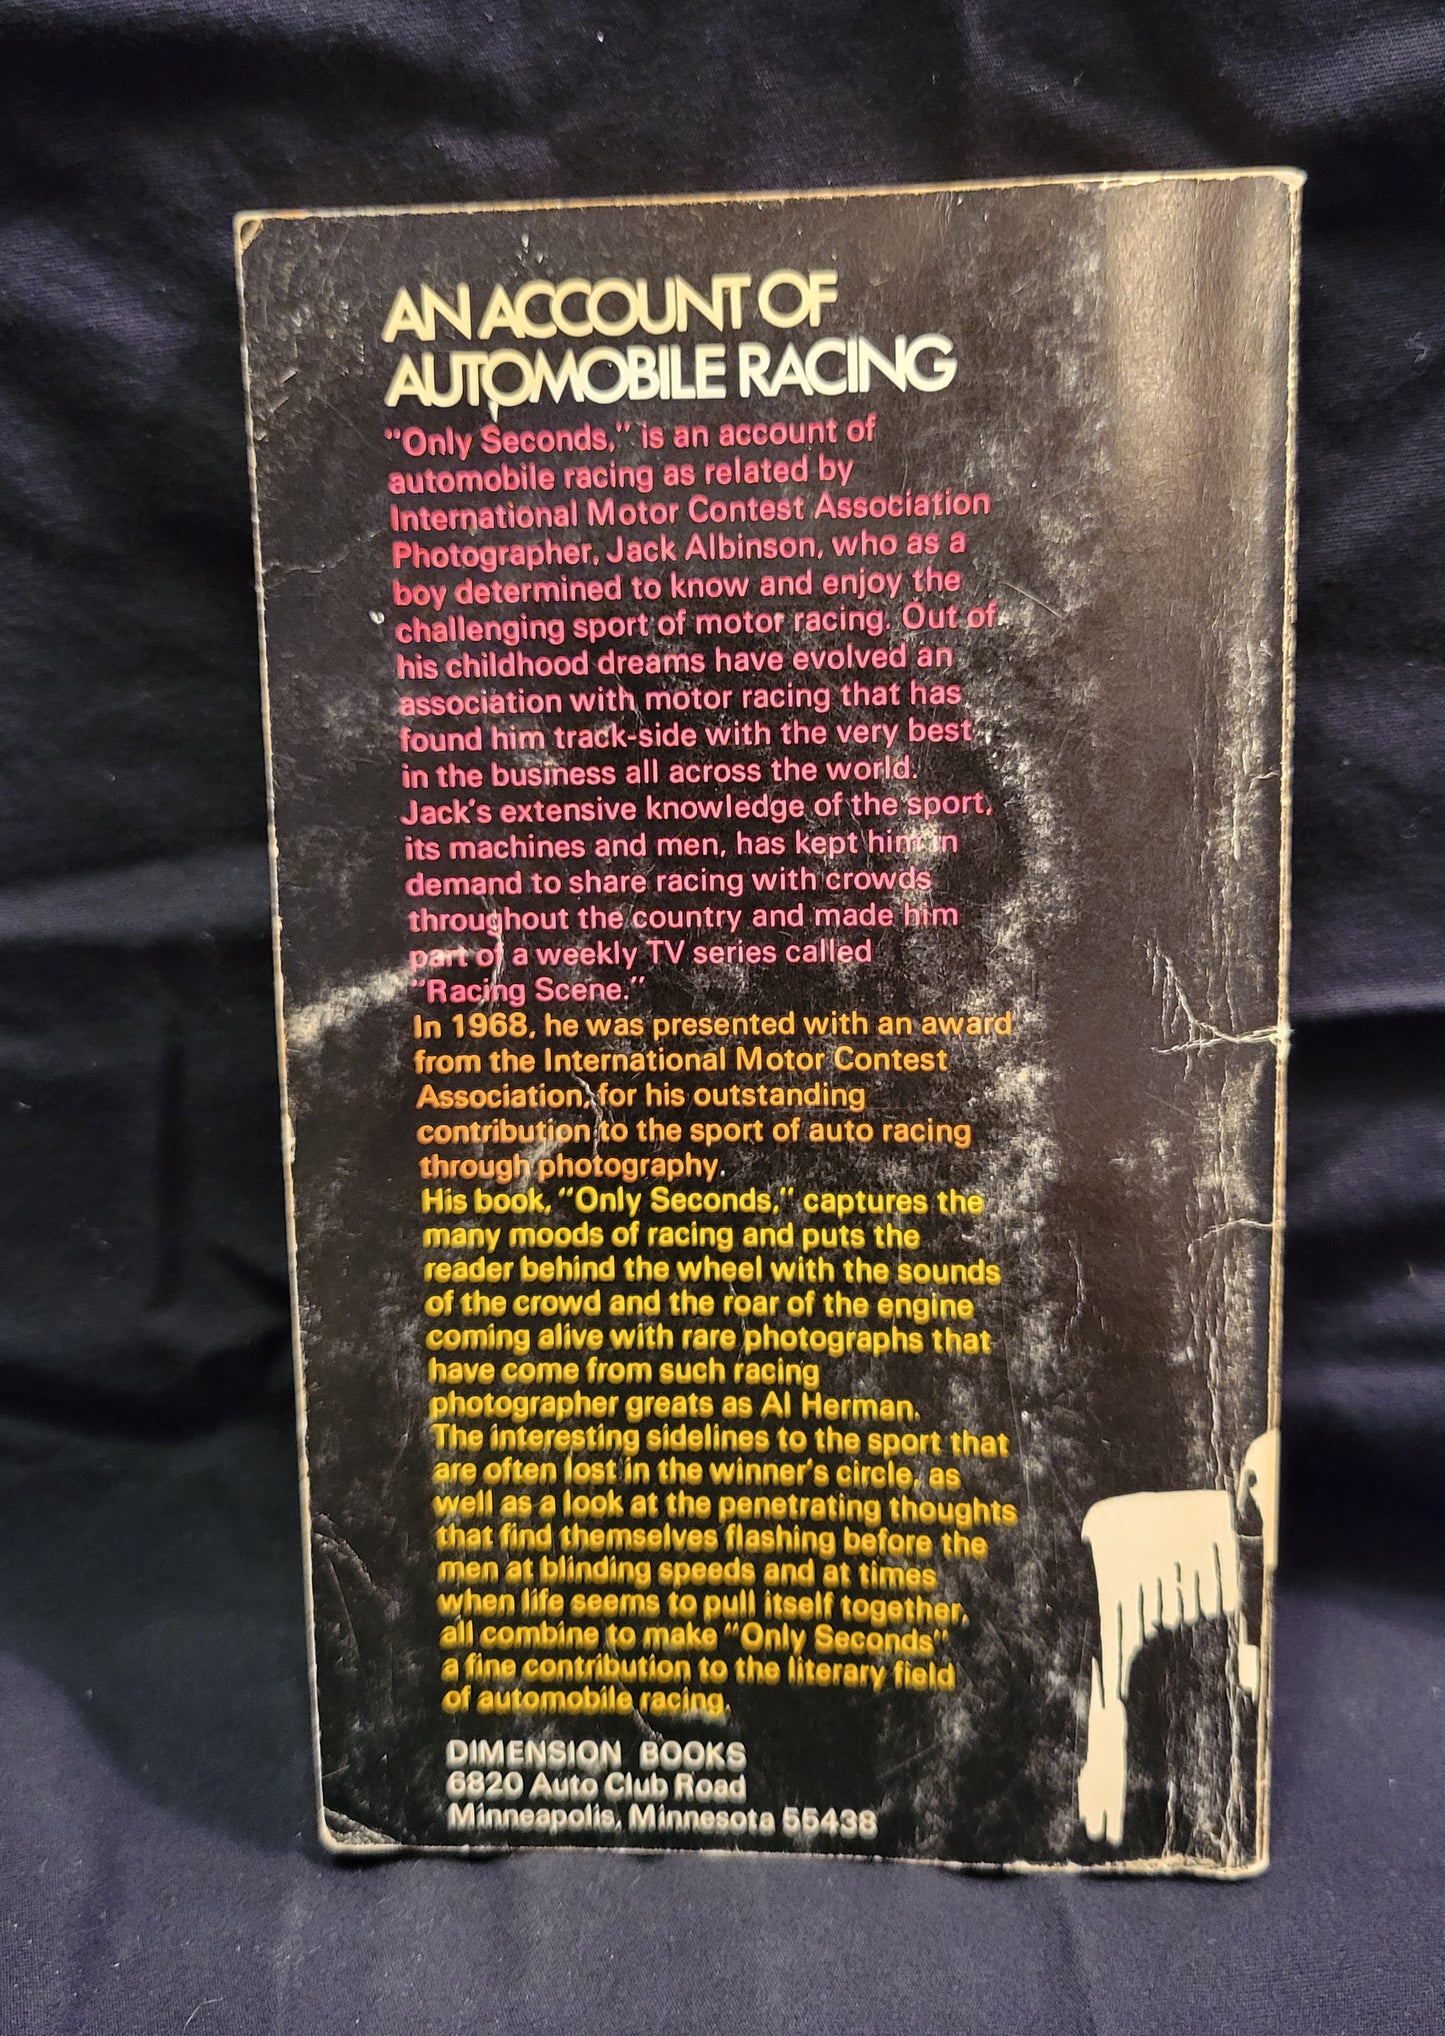 AN ACCOUNT OF
AUTOMOBILE RACING
"Only Seconds," is an account of
automobile racing as related by
International Motor Contest Association
Photographer, Jack Albinson, who as a
boy determined to know and enjoy the
challenging sport of motor racing. Out of
his childhood dreams have evolved an
association with motor racing that has
found him track-side with the very best
in the business all across the world.
Jack's extensive knowledge of the sport,
its machines and men, has kept him in
demand to share racing with crowds
throughout the country and made him
part of a weekly TV series called
"Racing Scene."
In 1968, he was presented with an award
from the International Motor Contest
Association, for his outstanding
contribution to the sport of auto racing
through photography.
His book, "Only Seconds," captures the
many moods of racing and puts the
reader behind the wheel with the sounds
of the crowd and the roar of the engine
coming alive with rare photographs that
have come from such racing
photographer greats as Al Herman.
The interesting sidelines to the sport that
are often lost in the winner's circle, as
well as a look at the penetrating thoughts
that find themselves flashing before the
men at blinding speeds and at times
when life seems to pull itself together,
all combine to make "Only Seconds"
a fine contribution to the literary field
of automobile racing.
DIMENSION BOOKS
6820 Auto Club Road
Minneapolis, Minnesota 55438